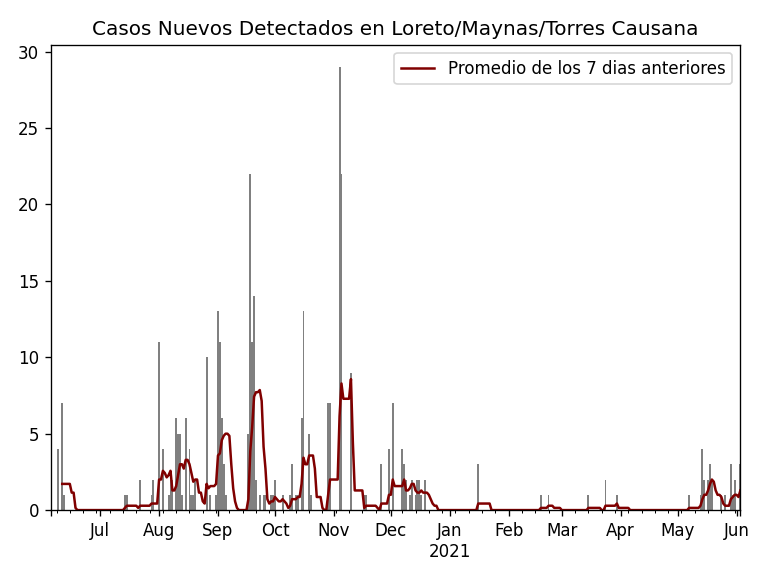 Casos Nuevos Detectados en Loreto/Maynas/Torres Causana
Promedio de los 7 dias anteriores
30
25
20
15
10
5
0
Jul Aug Sep Oct Nov Dec Jan Feb Mar Apr May Jun
2021